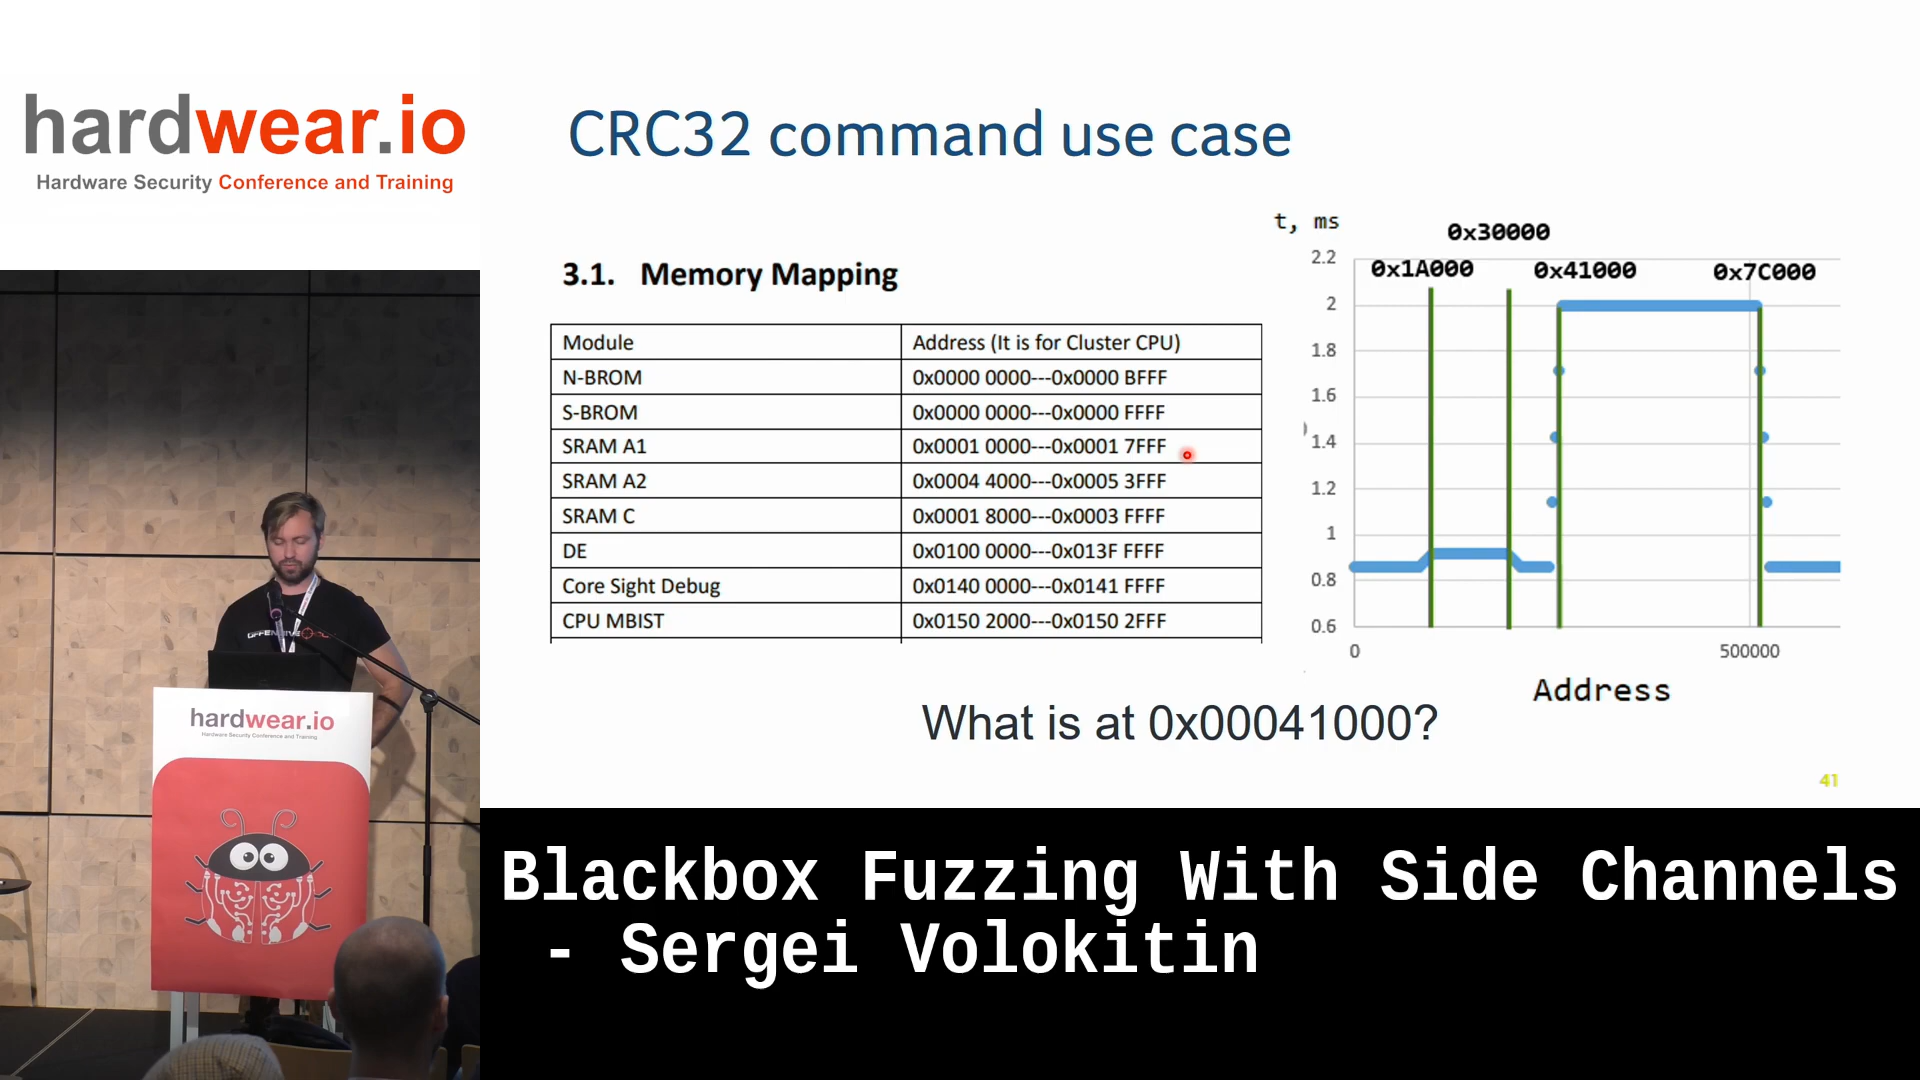 hardwear.io
Hardware Security Conference and Training
CRC32 command use case
3.1. Memory Mapping
Module Address (It is for Cluster CPU)
N-BROM 0x0000 0000---0x0000 BFFF
S-BROM 0x0000 0000---0x0000 FFFF
SRAM A1 0x0001 0000---0x0001 7FFF
SRAM A2 0x0004 4000---0x0005 3FFF
SRAM C 0x0001 8000---0x0003 FFFF
DE 0x0100 0000---0x013F FFFF
Core Sight Debug 0x0140 0000---0x0141 FFFF
CPU MBIST 0x0150 2000---0x0150 2FFF
t, ms
0x30000
0x1A000 0x41000 0x7C000
2.2
2
1.8
1.6
1.4
1.2
1
0.8
0.6
0 500000
Address
What is at 0x00041000?
41
hardwear.io
Hardware Security Conference and Training
Blackbox Fuzzing With Side Channels
- Sergei Volokitin